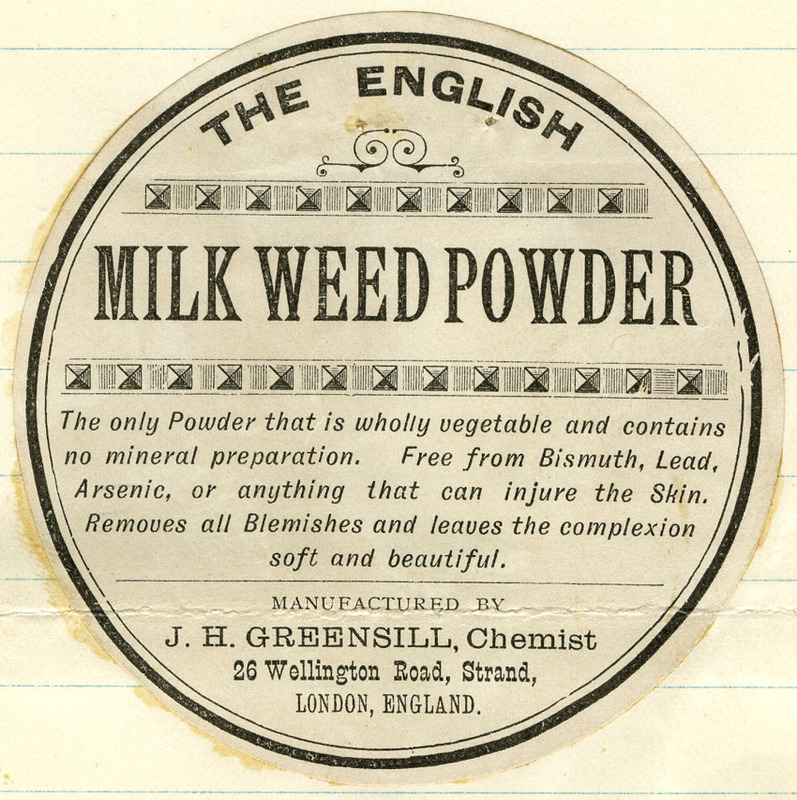 THE ENGLISH
MILK WEED POWDER
The only Powder that is wholly vegetable and contains
no mineral preparation. Free from Bismuth, Lead,
Arsenic, or anything that can injure the Skin.
Removes all Blemishes and leaves the complexion
soft and beautiful.
MANUFACTURED BY
J. H. GREENSILL, Chemist
26 Wellington Road, Strand,
LONDON, ENGLAND.